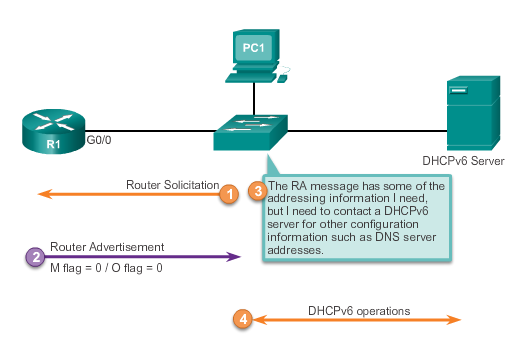 PC1
R1
G0/0
DHCPv6 Server
Router Solicitation
1
3
The RA message has some of the
addressing information I need,
but I need to contact a DHCPv6
server for other configuration
information such as DNS server
addresses.
2
Router Advertisement
M flag = 0 / O flag = 0
4
DHCPv6 operations